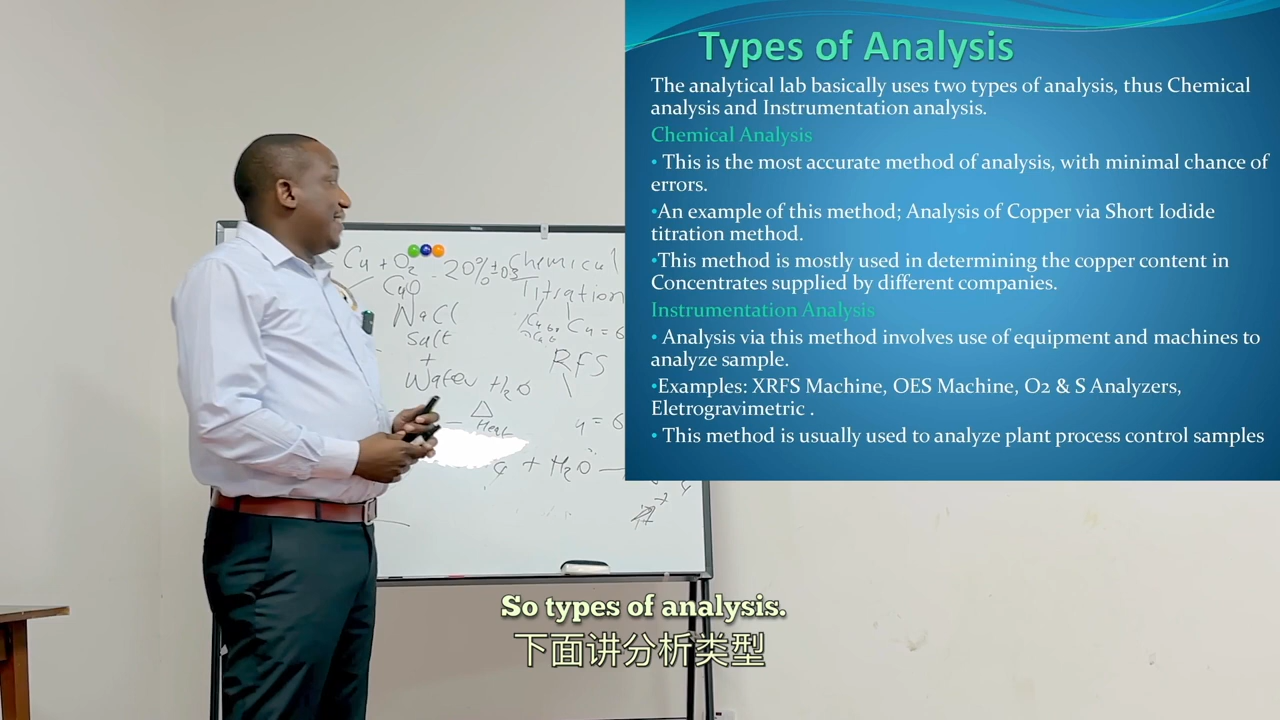 Types of Analysis
The analytical lab basically uses two types of analysis, thus Chemical
analysis and Instrumentation analysis.
Chemical Analysis
• This is the most accurate method of analysis, with minimal chance of
errors.
•An example of this method; Analysis of Copper via Short Iodide
titration method.
•This method is mostly used in determining the copper content in
Concentrates supplied by different companies.
Instrumentation Analysis
• Analysis via this method involves use of equipment and machines to
analyze sample.
•Examples: XRFS Machine, OES Machine, O2 & S Analyzers,
Eletrogravimetric .
• This method is usually used to analyze plant process control samples
Cu + O₂
CuO
20%
Chemical
Titration
NaCl
Salt
+
Water H₂O
Cu = 6
RFS
△
Heat
= 6
+ H₂O
So types of analysis.
下面讲分析类型